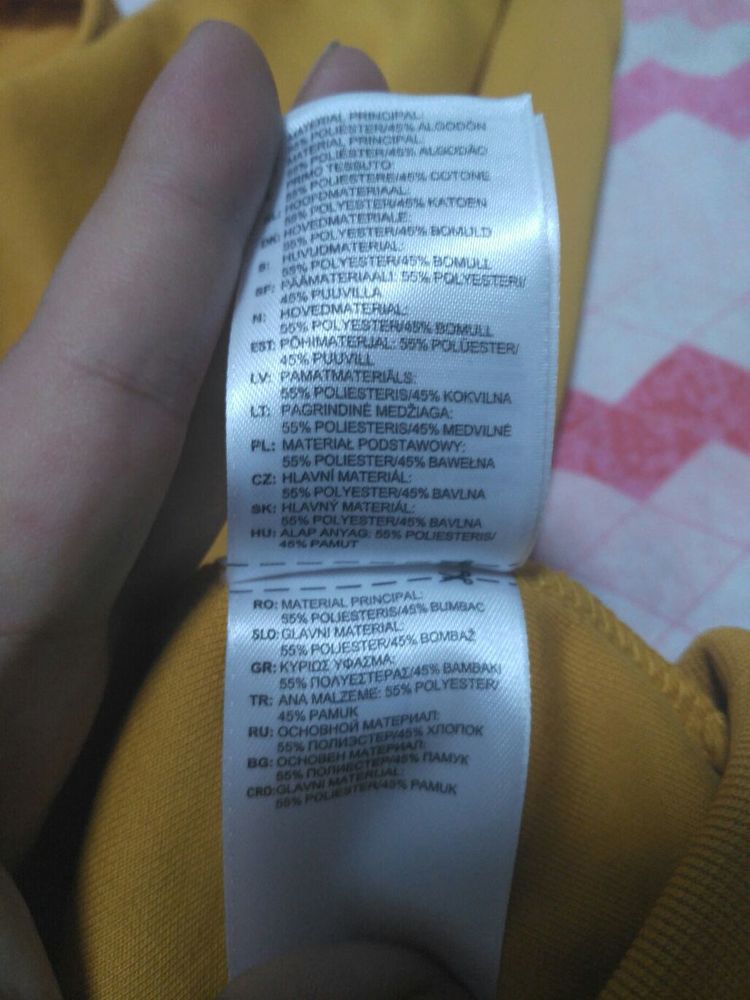 MATERIAL PRINCIPAL:
55% POLIESTER/45% ALGODÓN
MATERIAL PRINCIPAL:
55% POLIÉSTER/45% ALGODÃO
PRIMO TESSUTO:
55% POLIESTERE/45% COTONE
HOOFDMATERIAAL:
55% POLYESTER/45% KATOEN
DK: HOVEDMATERIALE:
55% POLYESTER/45% BOMULD
S: HUVUDMATERIAL:
55% POLYESTER/45% BOMULL
SF: PÄÄMATERIAALI: 55% POLYESTERI/
45% PUUVILLA
N: HOVEDMATERIAL:
55% POLYESTER/45% BOMULL
EST: PÕHIMATERJAL: 55% POLÜESTER/
45% PUUVILL
LV: PAMATMATERIĀLS:
55% POLIESTERIS/45% KOKVILNA
LT: PAGRINDINĖ MEDŽIAGA:
55% POLIESTERIS/45% MEDVILNĖ
PL: MATERIAŁ PODSTAWOWY:
55% POLIESTER/45% BAWEŁNA
CZ: HLAVNÍ MATERIÁL:
55% POLYESTER/45% BAVLNA
SK: HLAVNÝ MATERIÁL:
55% POLYESTER/45% BAVLNA
HU: ALAP ANYAG: 55% POLIESTERIS/
45% PAMUT
RO: MATERIAL PRINCIPAL:
55% POLIESTERIS/45% BUMBAC
SLO: GLAVNI MATERIAL:
55% POLIESTER/45% BOMBAŽ
GR: ΚΥΡΙΩΣ ΥΦΑΣΜΑ:
55% ΠΟΛΥΕΣΤΕΡΑΣ/45% ΒΑΜΒΑΚΙ
TR: ANA MALZEME: 55% POLYESTER/
45% PAMUK
RU: ОСНОВНОЙ МАТЕРИАЛ:
55% ПОЛИЭСТЕР/45% ХЛОПОК
BG: ОСНОВЕН МАТЕРИАЛ:
55% ПОЛИЕСТЕР/45% ПАМУК
CRO: GLAVNI MATERIJAL:
55% POLIESTER/45% PAMUK